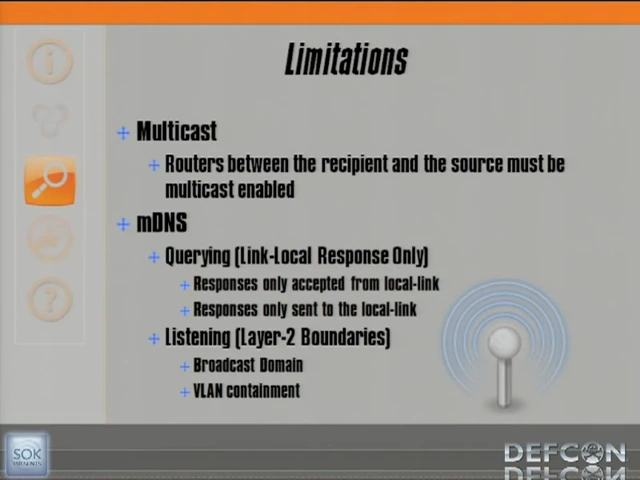 Limitations
Multicast
Routers between the recipient and the source must be
multicast enabled
mDNS
Querying (Link-Local Response Only)
Responses only accepted from local-link
Responses only sent to the local-link
Listening (Layer-2 Boundaries)
Broadcast Domain
VLAN containment
SOK
DEFCON